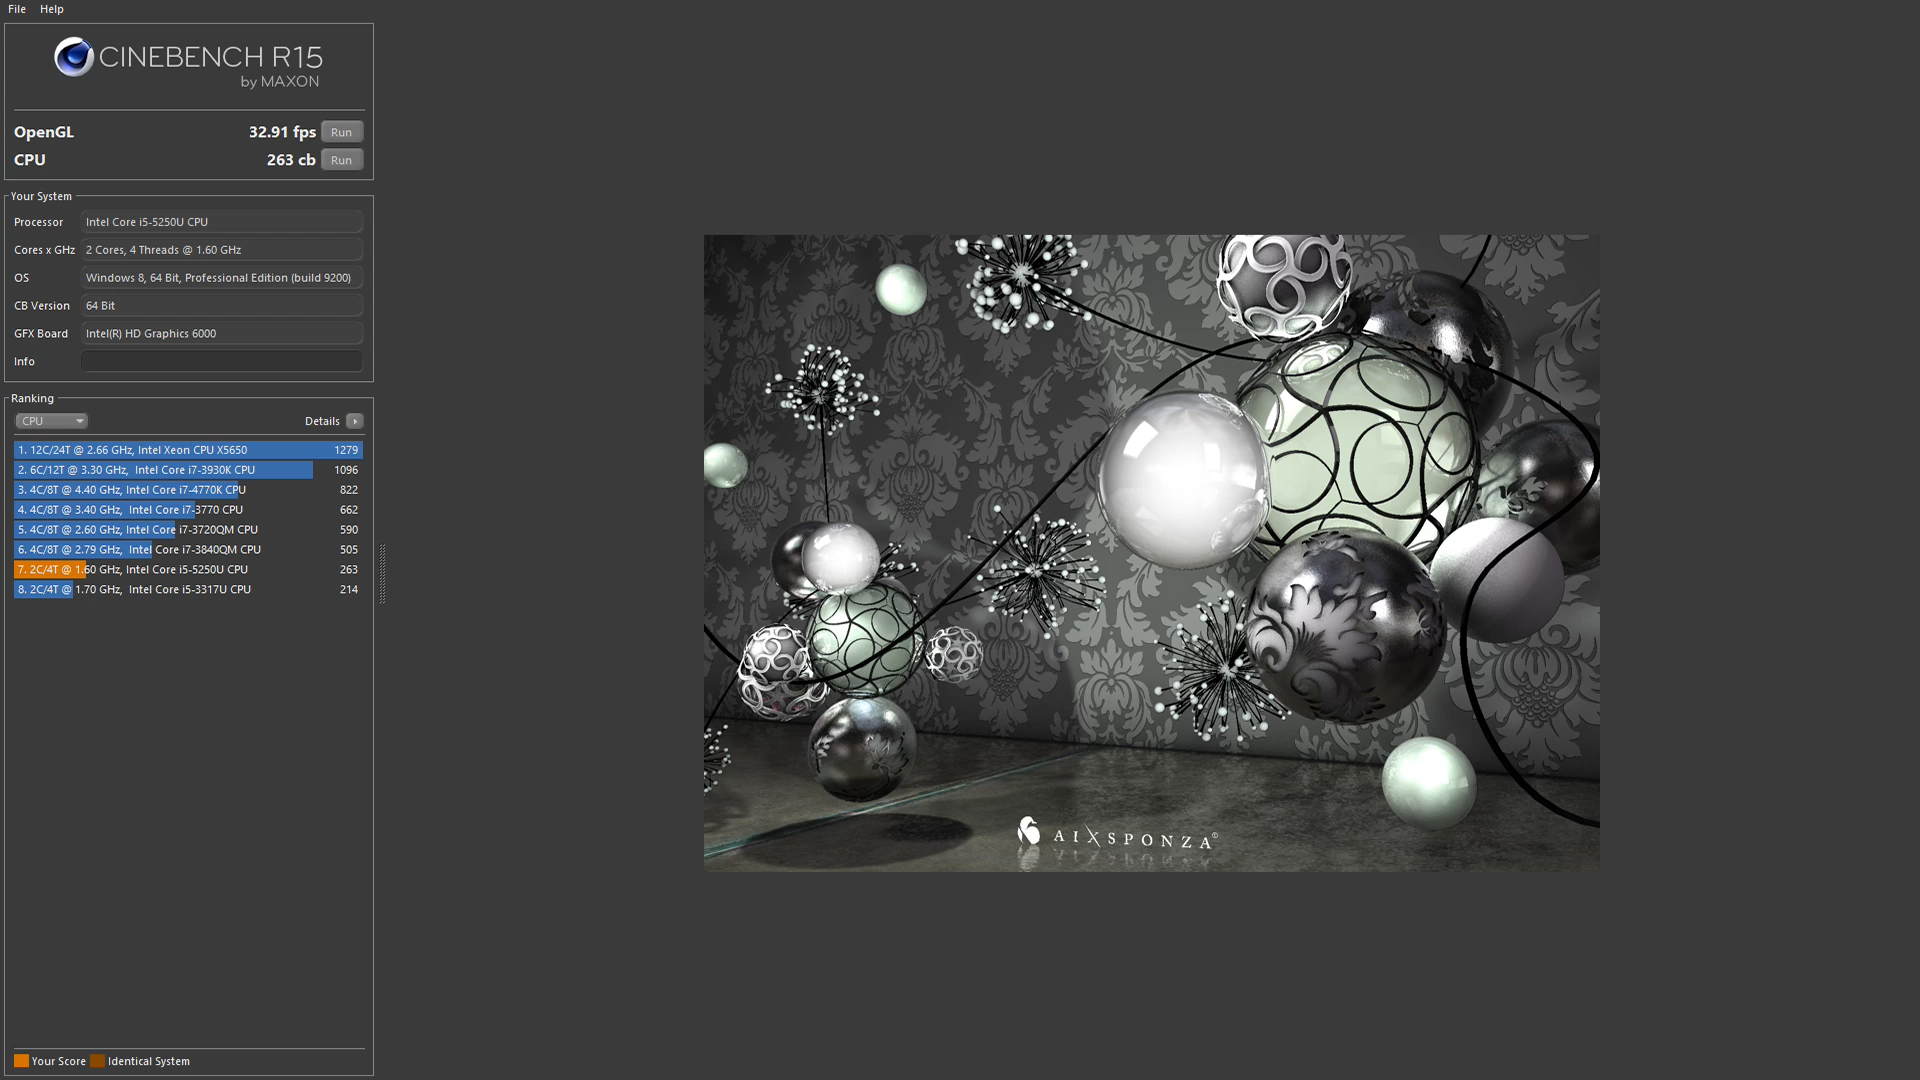 File Help
CINEBENCH R15
by MAXON
OpenGL 32.91 fps Run
CPU 263 cb Run
Your System
Processor Intel Core i5-5250U CPU
Cores x GHz 2 Cores, 4 Threads @ 1.60 GHz
OS Windows 8, 64 Bit, Professional Edition (build 9200)
CB Version 64 Bit
GFX Board Intel(R) HD Graphics 6000
Info
Ranking
CPU Details
1. 12C/24T @ 2.66 GHz, Intel Xeon CPU X5650 1279
2. 6C/12T @ 3.30 GHz, Intel Core i7-3930K CPU 1096
3. 4C/8T @ 4.40 GHz, Intel Core i7-4770K CPU 822
4. 4C/8T @ 3.40 GHz, Intel Core i7-3770 CPU 662
5. 4C/8T @ 2.60 GHz, Intel Core i7-3720QM CPU 590
6. 4C/8T @ 2.79 GHz, Intel Core i7-3840QM CPU 505
7. 2C/4T @ 1.60 GHz, Intel Core i5-5250U CPU 263
8. 2C/4T @ 1.70 GHz, Intel Core i5-3317U CPU 214
AIXSPONZA©
Your Score Identical System